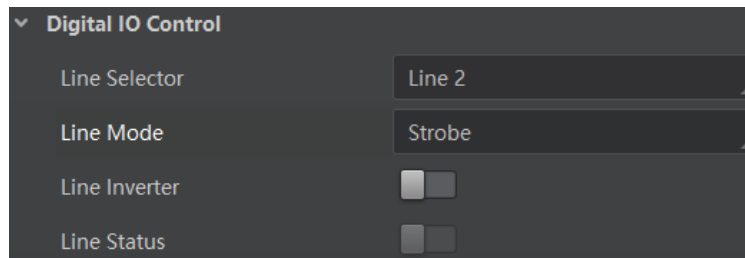 Digital IO Control
Line Selector Line 2
Line Mode Strobe
Line Inverter
Line Status